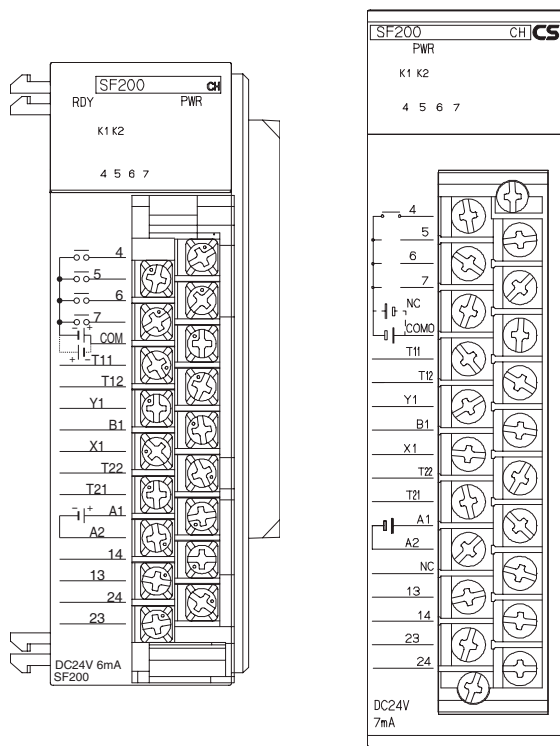 SF200 CH
RDY PWR
K1 K2
4 5 6 7
4
5
6
7
COM
T11
T12
Y1
B1
X1
T22
T21
A1
A2
14
13
24
23
DC24V 6mA
SF200
SF200 CH CS
PWR
K1 K2
4 5 6 7
4
5
6
7
NC
COM0
T11
T12
Y1
B1
X1
T22
T21
A1
A2
NC
13
14
23
24
DC24V
7mA